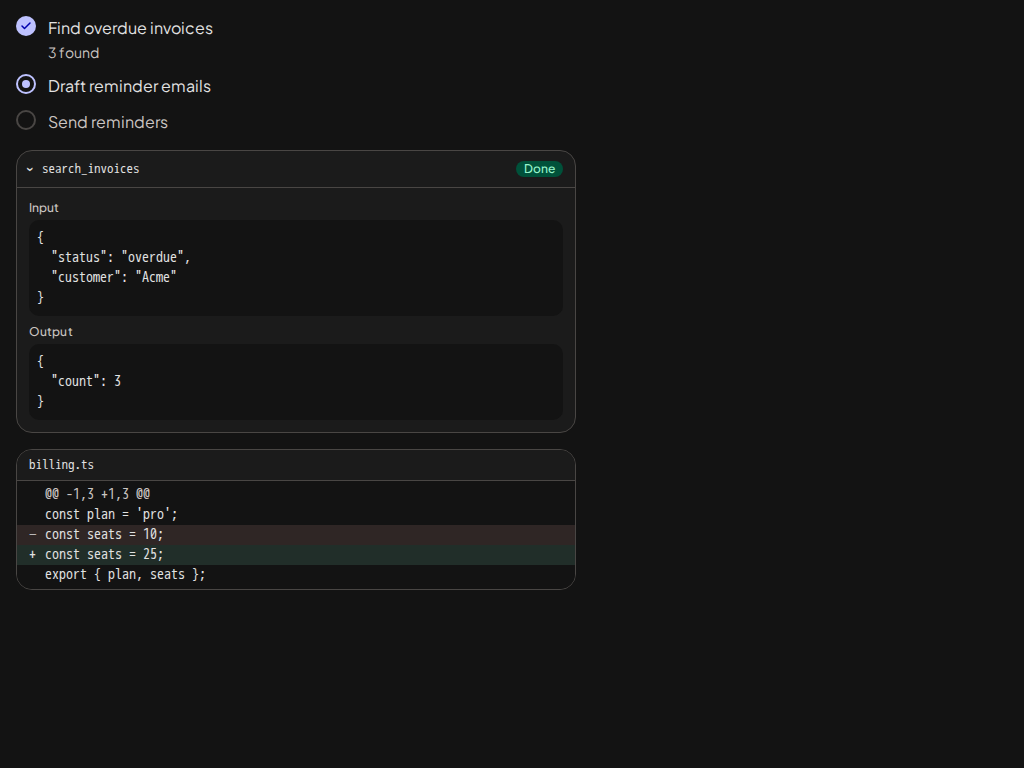 Find overdue invoices
3 found
Draft reminder emails
Send reminders
search_invoices Done
Input
{
  "status": "overdue",
  "customer": "Acme"
}
Output
{
  "count": 3
}
billing.ts
@@ -1,3 +1,3 @@
const plan = 'pro';
− const seats = 10;
+ const seats = 25;
export { plan, seats };